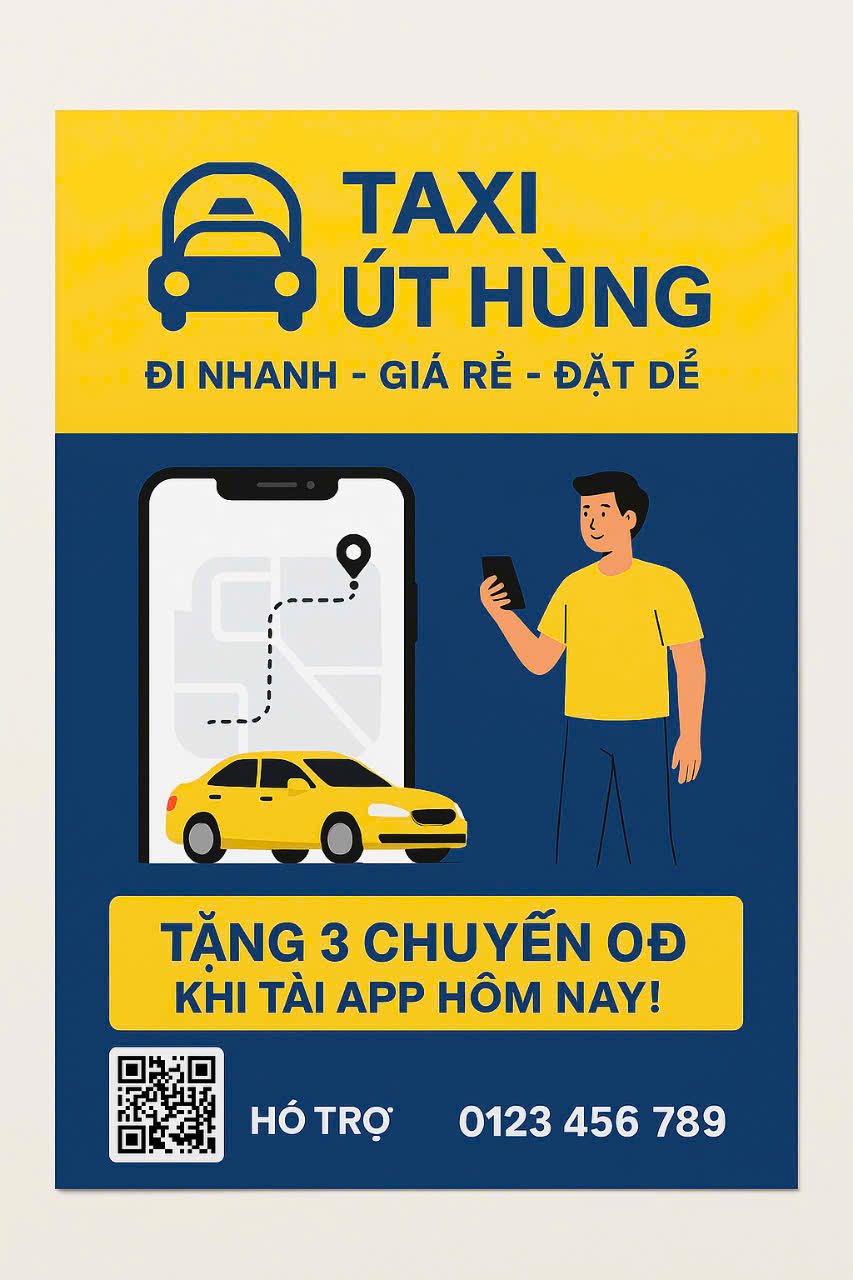 TAXI
ÚT HÙNG
ĐI NHANH - GIÁ RẺ - ĐẶT DỂ
TẶNG 3 CHUYẾN 0Đ
KHI TÀI APP HÔM NAY!
HÓ TRỢ 0123 456 789